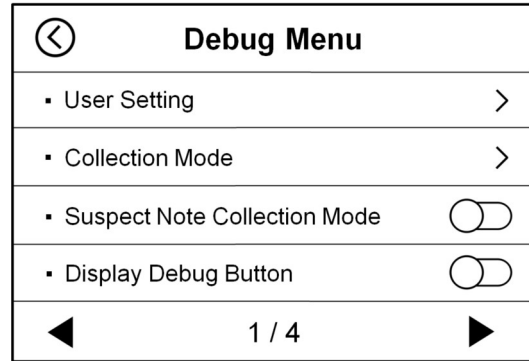 Debug Menu
▪ User Setting
▪ Collection Mode
▪ Suspect Note Collection Mode
▪ Display Debug Button
1 / 4